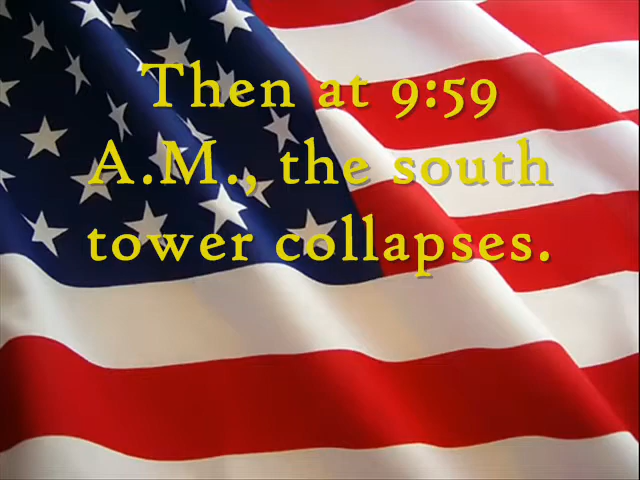 Then at 9:59
A.M., the south
tower collapses.